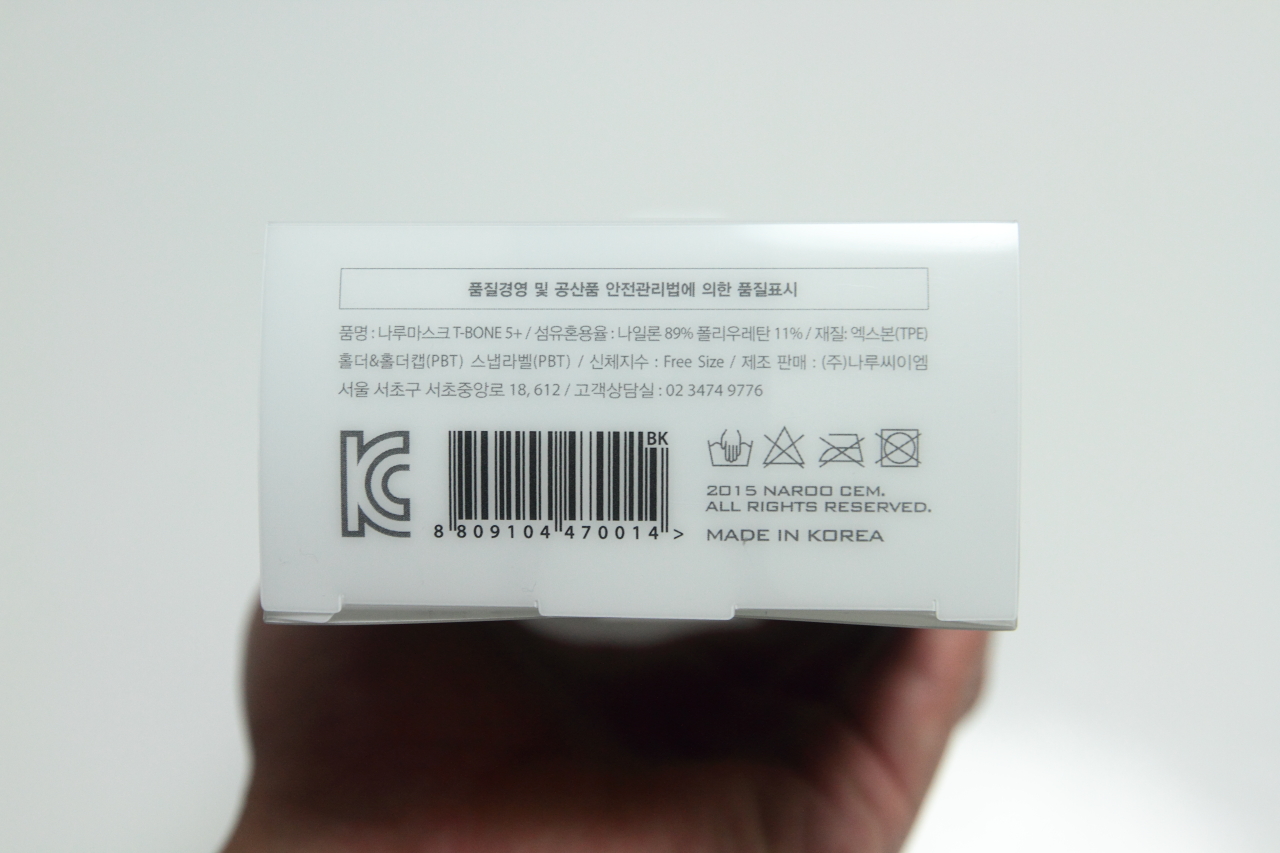 품질경영 및 공산품 안전관리법에 의한 품질표시
품명 : 나루마스크 T-BONE 5+ / 섬유혼용율 : 나일론 89% 폴리우레탄 11% / 재질: 엑스본(TPE)
홀더&홀더캡(PBT) 스냅라벨(PBT) / 신체지수 : Free Size / 제조 판매 : (주)나루씨이엠
서울 서초구 서초중앙로 18, 612 / 고객상담실 : 02 3474 9776
KC
BK
8 809104 470014 >
2015 NAROO CEM.
ALL RIGHTS RESERVED.
MADE IN KOREA